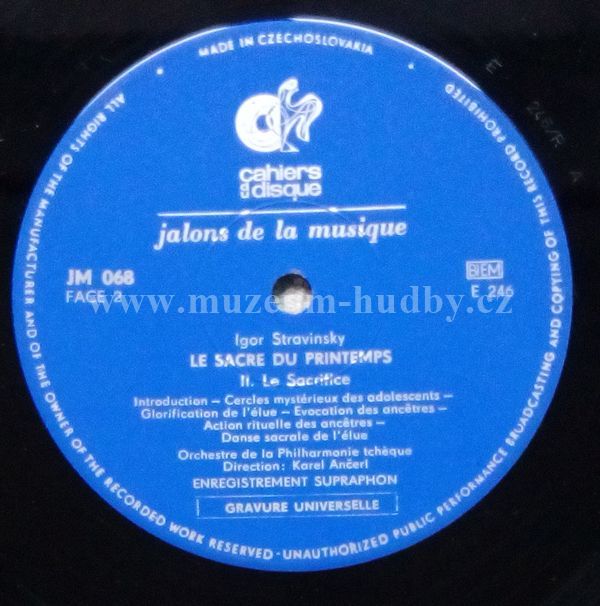 MADE IN CZECHOSLOVAKIA
ALL RIGHTS OF THE MANUFACTURER AND OF THE OWNER OF THE RECORDED WORK RESERVED - UNAUTHORIZED PUBLIC PERFORMANCE BROADCASTING AND COPYING OF THIS RECORD PROHIBITED
cahiers
du disque
jalons de la musique
JM 068
FACE 2
BIEM
E 246
www.muzeum-hudby.cz
Igor Stravinsky
LE SACRE DU PRINTEMPS
II. Le Sacrifice
Introduction – Cercles mystérieux des adolescents –
Glorification de l'élue – Evocation des ancêtres –
Action rituelle des ancêtres –
Danse sacrale de l'élue
Orchestre de la Philharmonie tchèque
Direction: Karel Ančerl
ENREGISTREMENT SUPRAPHON
GRAVURE UNIVERSELLE